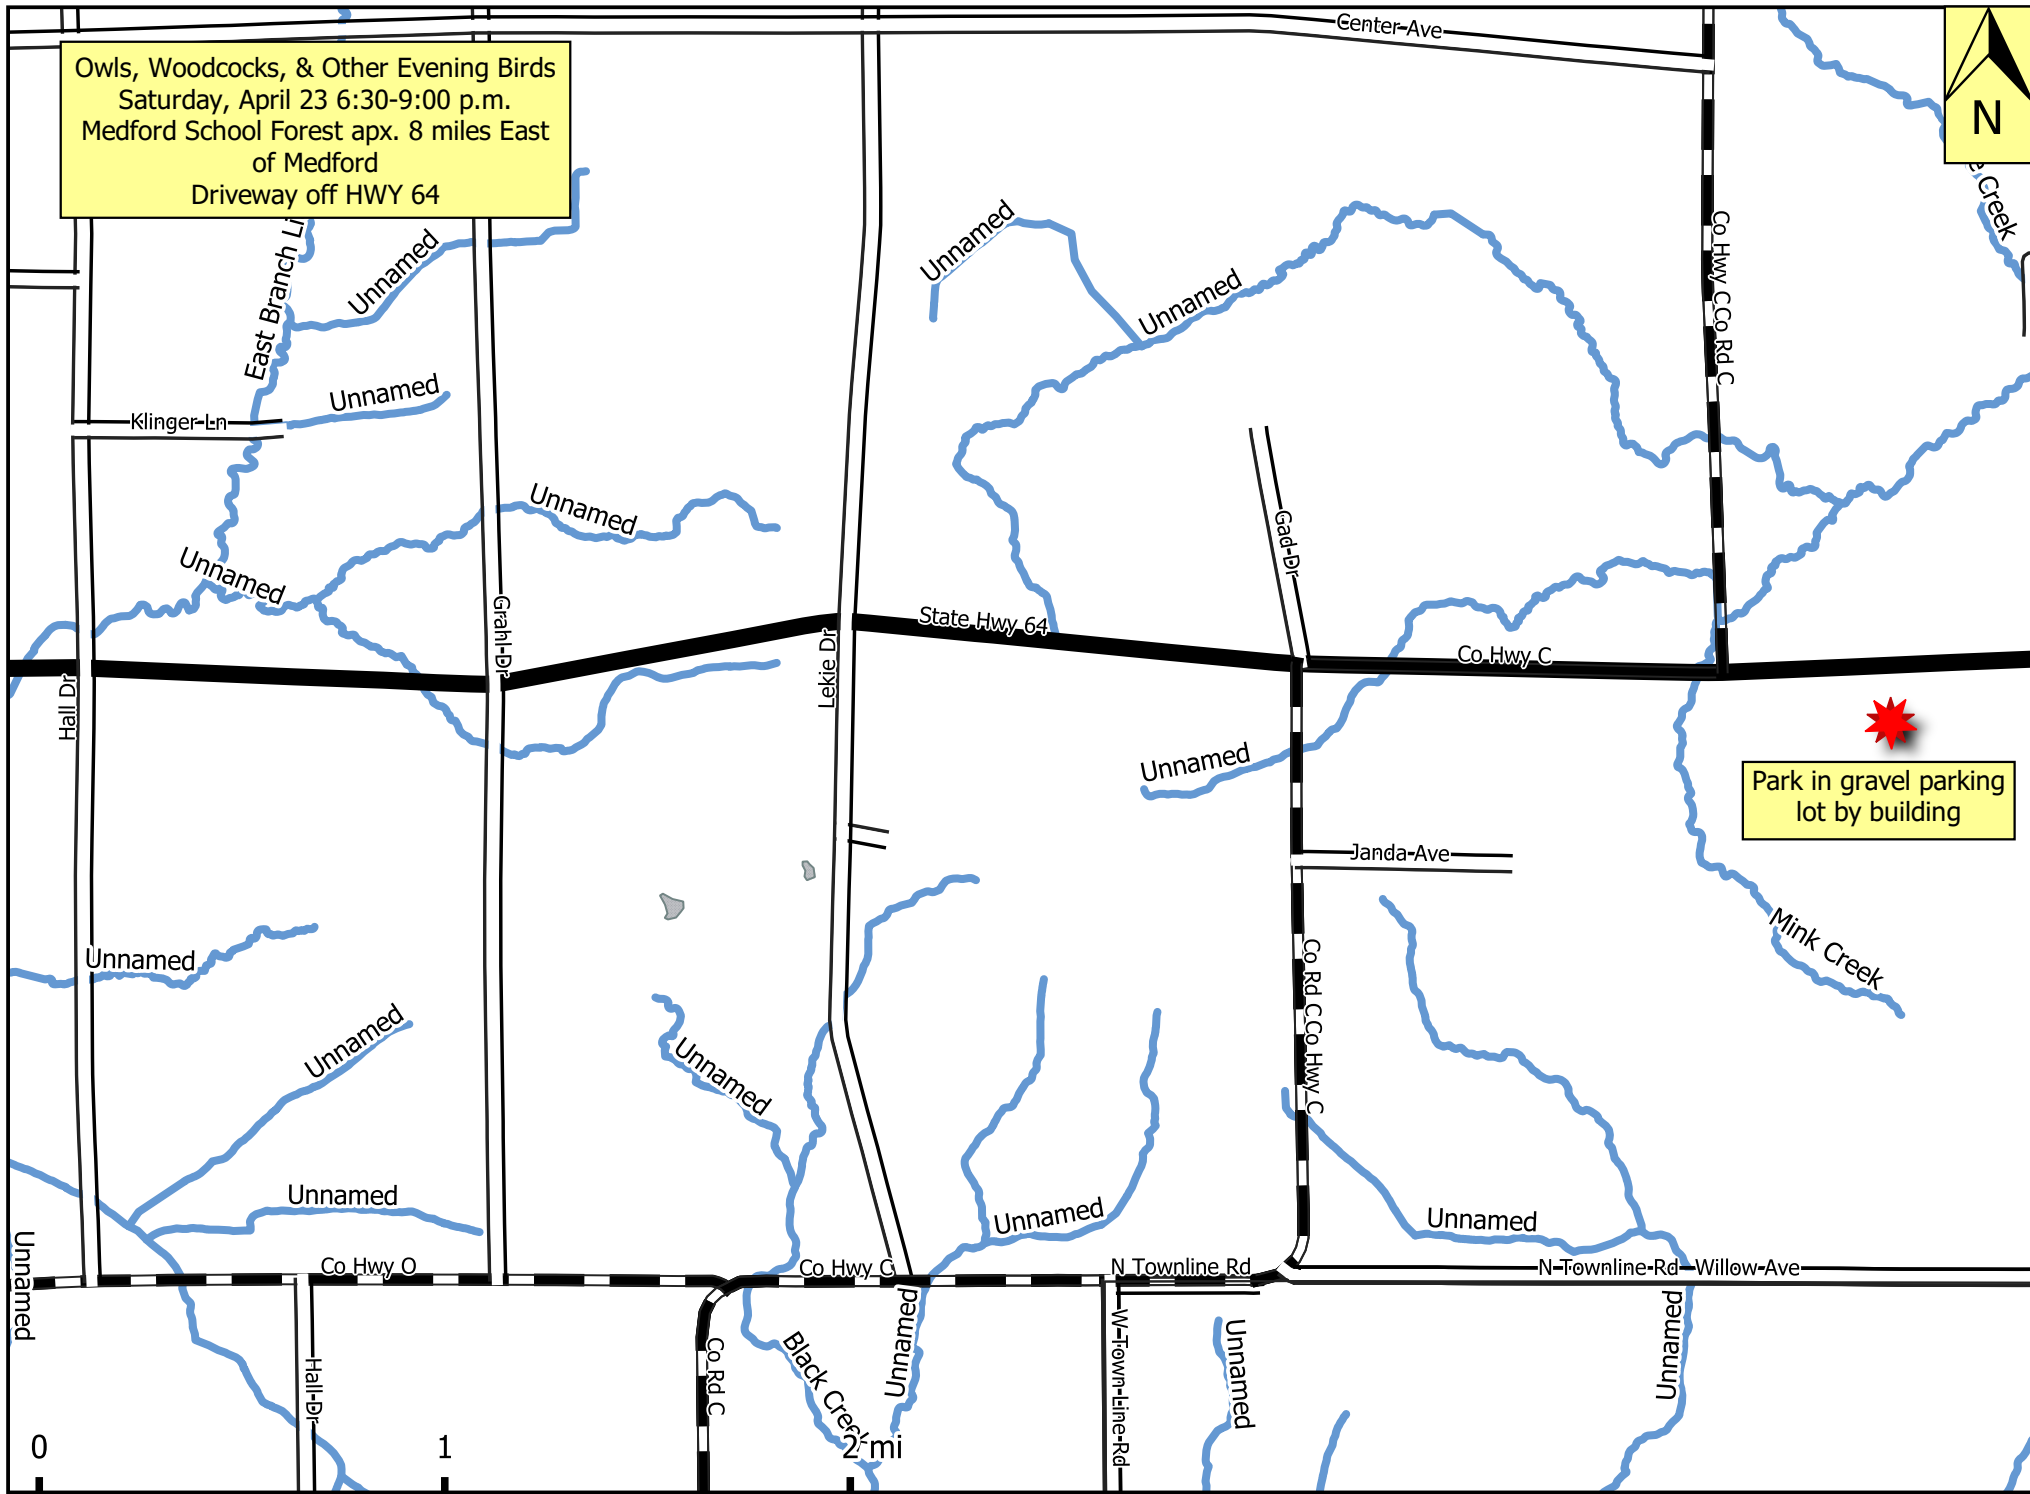 Center Ave
Owls, Woodcocks, & Other Evening Birds
Saturday, April 23 6:30-9:00 p.m.
Medford School Forest apx. 8 miles East
of Medford
Driveway off HWY 64
N
Creek
East Branch Li
Unnamed
Unnamed
Unnamed
Co Hwy C
Co Rd C
Unnamed
Klinger Ln
Unnamed
Gad Dr
Unnamed
Grahl Dr
State Hwy 64
Lekie Dr
Co Hwy C
Hall Dr
Unnamed
Park in gravel parking
lot by building
Janda Ave
Mink Creek
Unnamed
Co Rd C
Co Hwy C
Unnamed
Unnamed
Unnamed
Unnamed
Unnamed
Unnamed
Co Hwy O
Co Hwy C
N Townline Rd
N Townline Rd
Willow Ave
Unnamed
Unnamed
Unnamed
Hall Dr
Co Rd C
Black Creek
W Town Line Rd
0
1
2 mi